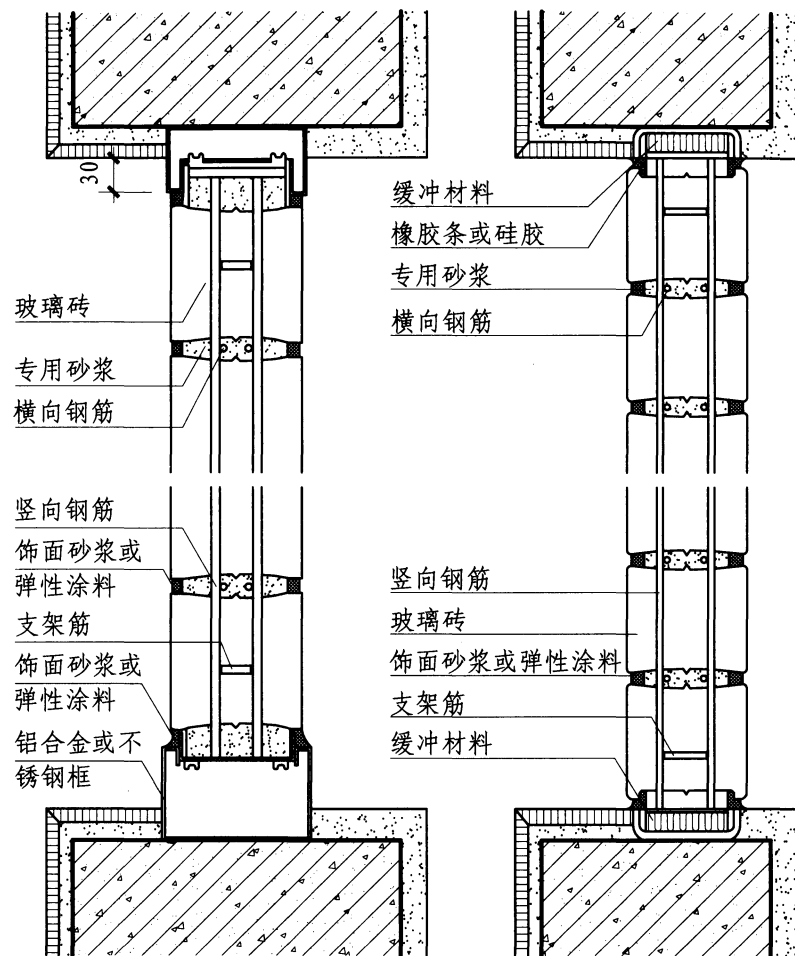 30
玻璃砖
专用砂浆
横向钢筋
竖向钢筋
饰面砂浆或
弹性涂料
支架筋
饰面砂浆或
弹性涂料
铝合金或不
锈钢框
缓冲材料
橡胶条或硅胶
专用砂浆
横向钢筋
竖向钢筋
玻璃砖
饰面砂浆或弹性涂料
支架筋
缓冲材料